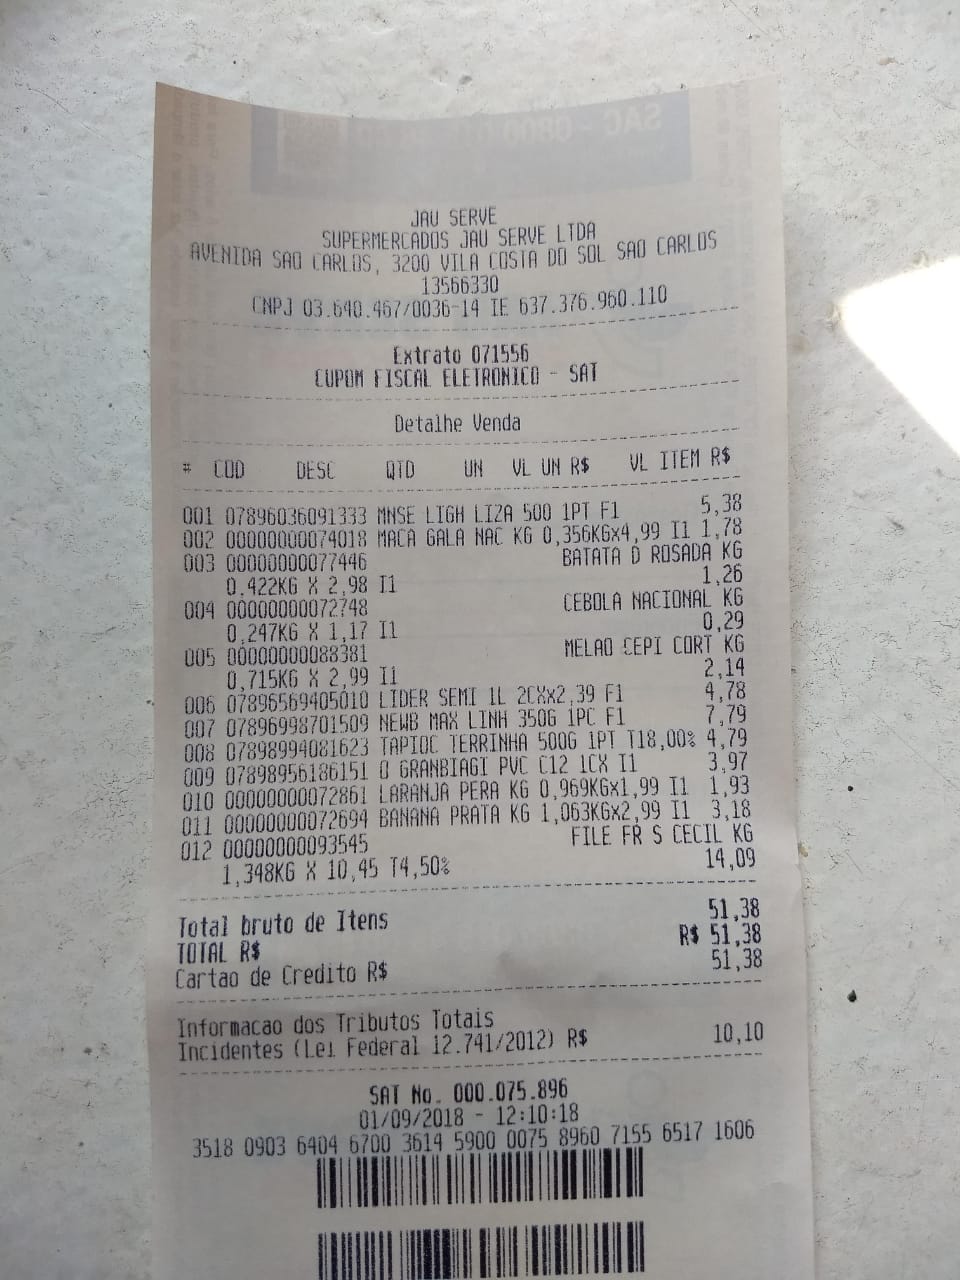 JAU SERVE
SUPERMERCADOS JAU SERVE LTDA
AVENIDA SAO CARLOS, 3200 VILA COSTA DO SOL SAO CARLOS
13566330
CNPJ 03.640.467/0036-14 IE 637.376.960.110
Extrato 071556
CUPOM FISCAL ELETRONICO - SAT
Detalhe Venda
# COD DESC QTD UN VL UN R$ VL ITEM R$
001 07896036091333 MNSE LIGH LIZA 500 1PT F1 5,38
002 00000000074018 MACA GALA NAC KG 0,356KGx4,99 I1 1,78
003 00000000077446 BATATA D ROSADA KG
0,422KG X 2,98 I1 1,26
004 00000000072748 CEBOLA NACIONAL KG
0,247KG X 1,17 I1 0,29
005 00000000088381 MELAO CEPI CORT KG
0,715KG X 2,99 I1 2,14
006 07896569405010 LIDER SEMI 1L 2CXx2,39 F1 4,78
007 07896998701509 NEWB MAX LINH 350G 1PC F1 7,79
008 07898994081623 TAPIOC TERRINHA 500G 1PT T18,00% 4,79
009 07898956186151 O GRANBIAGI PVC C12 1CX I1 3,97
010 00000000072861 LARANJA PERA KG 0,969KGx1,99 I1 1,93
011 00000000072694 BANANA PRATA KG 1,063KGx2,99 I1 3,18
012 00000000093545 FILE FR S CECIL KG
1,348KG X 10,45 T4,50% 14,09
Total bruto de Itens 51,38
TOTAL R$ R$ 51,38
Cartao de Credito R$ 51,38
Informacao dos Tributos Totais
Incidentes (Lei Federal 12.741/2012) R$ 10,10
SAT No. 000.075.896
01/09/2018 - 12:10:18
3518 0903 6404 6700 3614 5900 0075 8960 7155 6517 1606